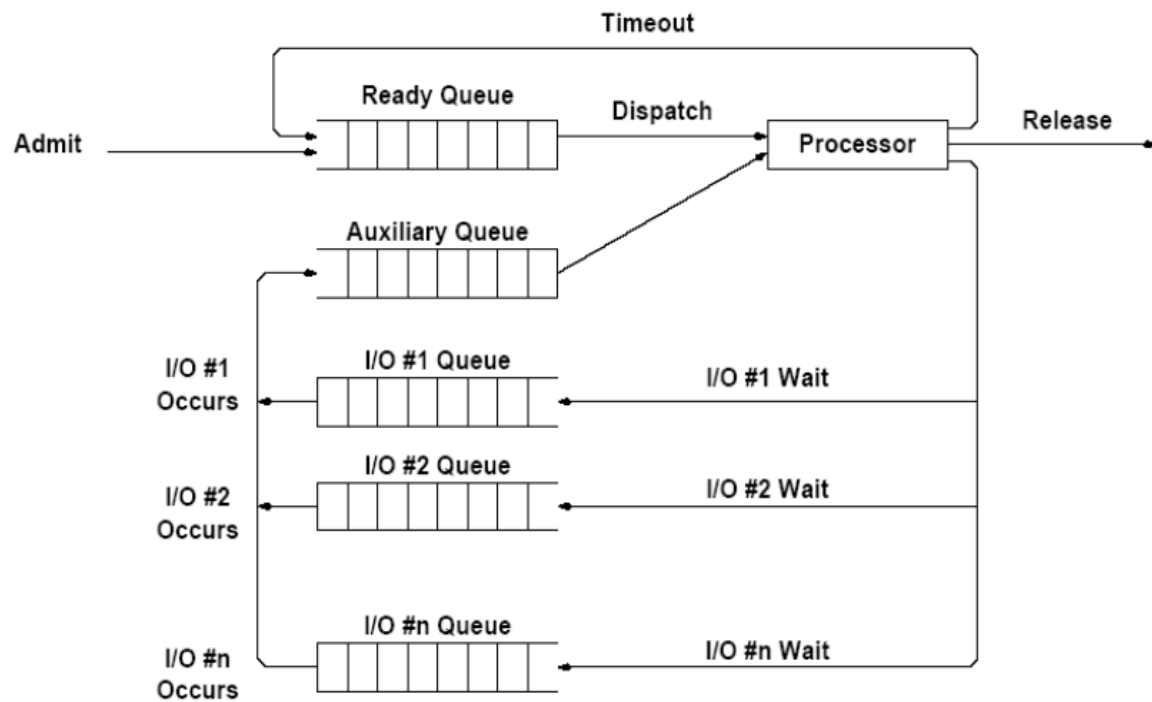 Timeout
Ready Queue
Dispatch
Release
Admit
Processor
Auxiliary Queue
I/O #1
Occurs
I/O #1 Queue
I/O #1 Wait
I/O #2
Occurs
I/O #2 Queue
I/O #2 Wait
I/O #n
Occurs
I/O #n Queue
I/O #n Wait